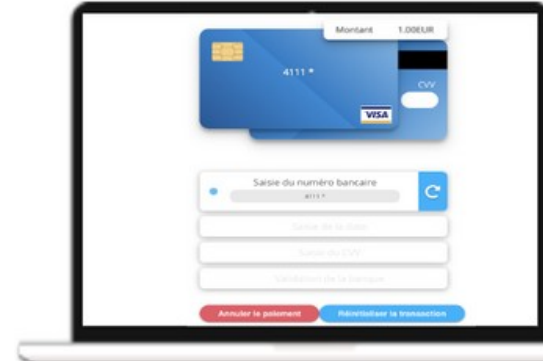 Montant 1.00EUR
4111 *
CVV
VISA
Saisie du numéro bancaire
4111 *
Saisie de la date
Saisie du CVV
Validation de la banque
Annuler le paiement
Réinitialiser la transaction